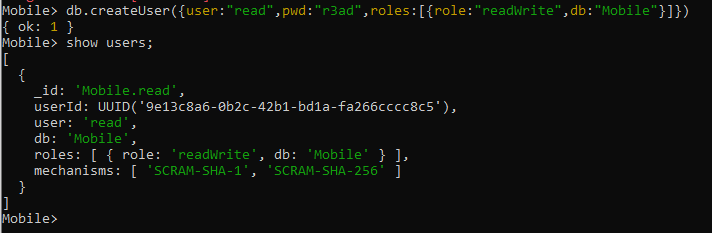 Mobile> db.createUser({user:"read",pwd:"r3ad",roles:[{role:"readWrite",db:"Mobile"}]})
{ ok: 1 }
Mobile> show users;
[
  {
    _id: 'Mobile.read',
    userId: UUID('9e13c8a6-0b2c-42b1-bd1a-fa266cccc8c5'),
    user: 'read',
    db: 'Mobile',
    roles: [ { role: 'readWrite', db: 'Mobile' } ],
    mechanisms: [ 'SCRAM-SHA-1', 'SCRAM-SHA-256' ]
  }
]
Mobile>